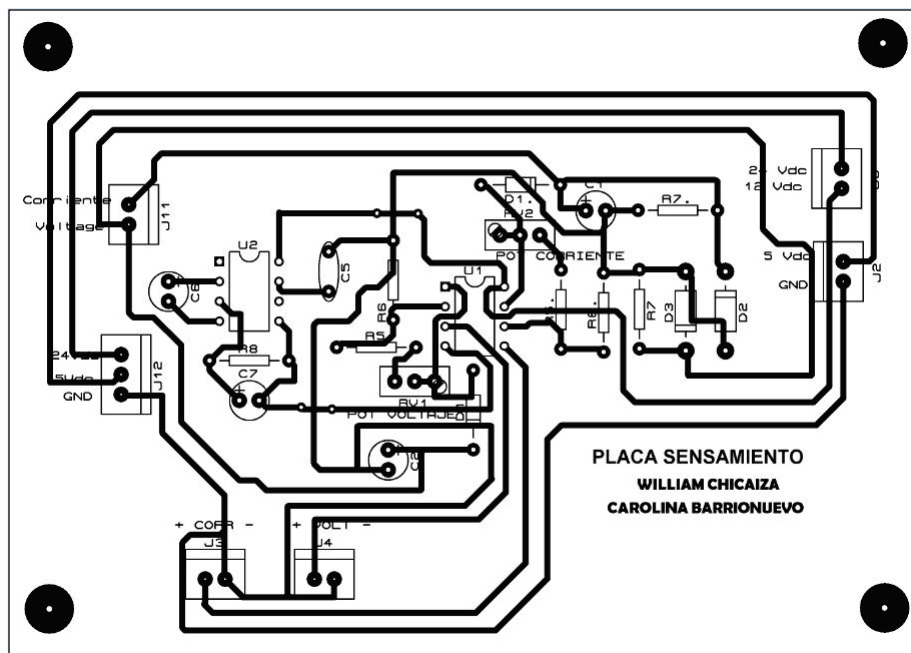 24 Vdc
12 Vdc
Corriente
Voltage
J11
C1
D1.
RV2
R7.
POT CORRIENTE
U2
C5
U1
5 Vdc
GND
J2
C6
R6
R6.
R7
D3
D2
R5
R8
C7
5Vdc
GND
J12
RV1
POT VOLTAJE
C2
PLACA SENSAMIENTO
WILLIAM CHICAIZA
CAROLINA BARRIONUEVO
+ CORR -
+ VOLT -
J3
J4